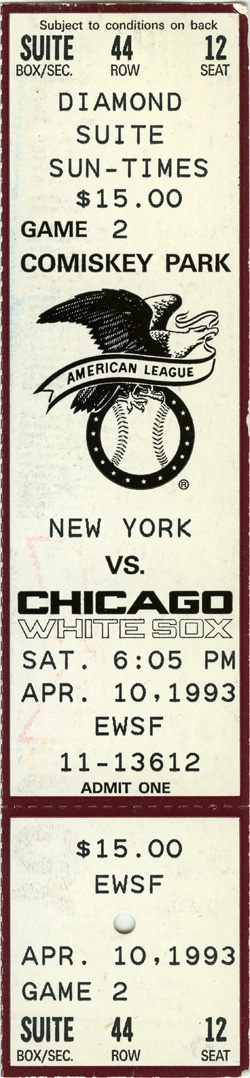 Subject to conditions on back
SUITE 44 12
BOX/SEC. ROW SEAT
DIAMOND
SUITE
SUN-TIMES
$15.00
GAME 2
COMISKEY PARK
AMERICAN LEAGUE
®
NEW YORK
VS.
CHICAGO
WHITE SOX
SAT. 6:05 PM
APR. 10,1993
EWSF
11-13612
ADMIT ONE
$15.00
EWSF
APR. 10,1993
GAME 2
SUITE 44 12
BOX/SEC. ROW SEAT